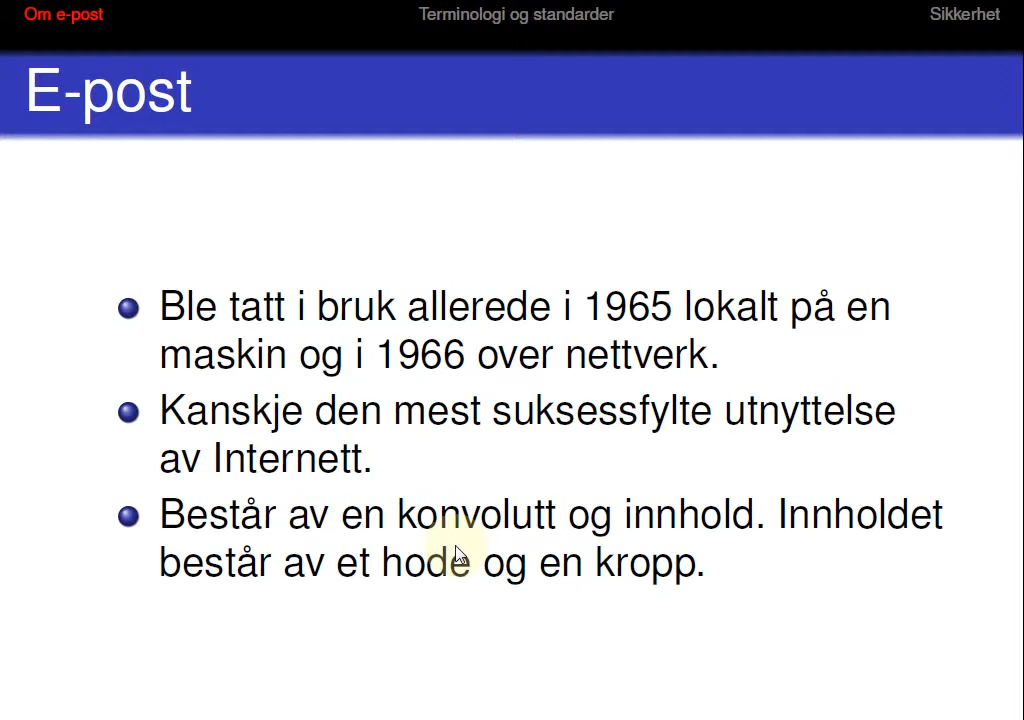 Om e-post
Terminologi og standarder
Sikkerhet
E-post
Ble tatt i bruk allerede i 1965 lokalt på en
maskin og i 1966 over nettverk.
Kanskje den mest suksessfylte utnyttelse
av Internett.
Består av en konvolutt og innhold. Innholdet
består av et hode og en kropp.